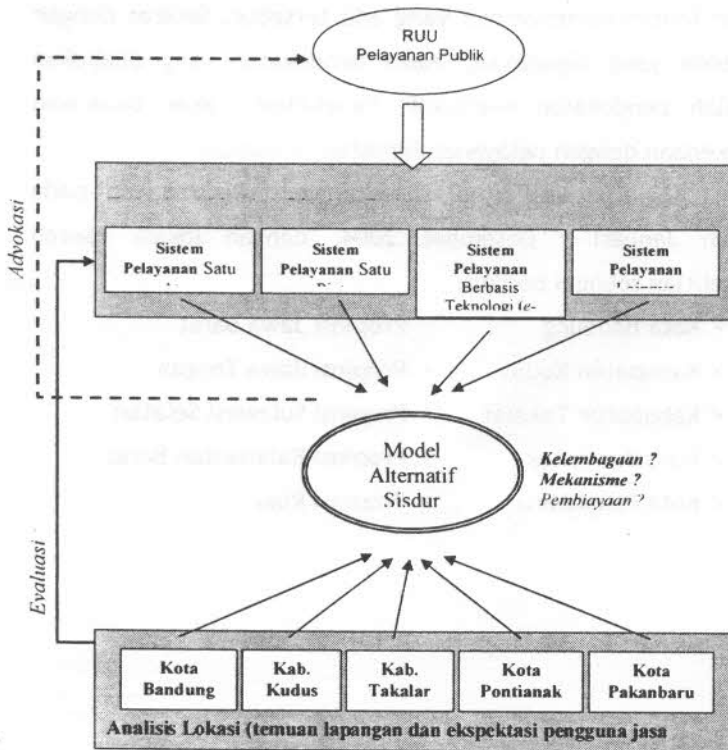 RUU
Pelayanan Publik
Advokasi
Sistem
Pelayanan Satu
Sistem
Pelayanan Satu
Sistem
Pelayanan
Berbasis
Teknologi te-
Sistem
Pelayanan
Model
Alternatif
Sisdur
Kelembagaan ?
Mekanisme ?
Pembiayaan ?
Evaluasi
Kota
Bandung
Kab.
Kudus
Kab.
Takalar
Kota
Pontianak
Kota
Pakanbaru
Analisis Lokasi (temuan lapangan dan ekspektasi pengguna jasa